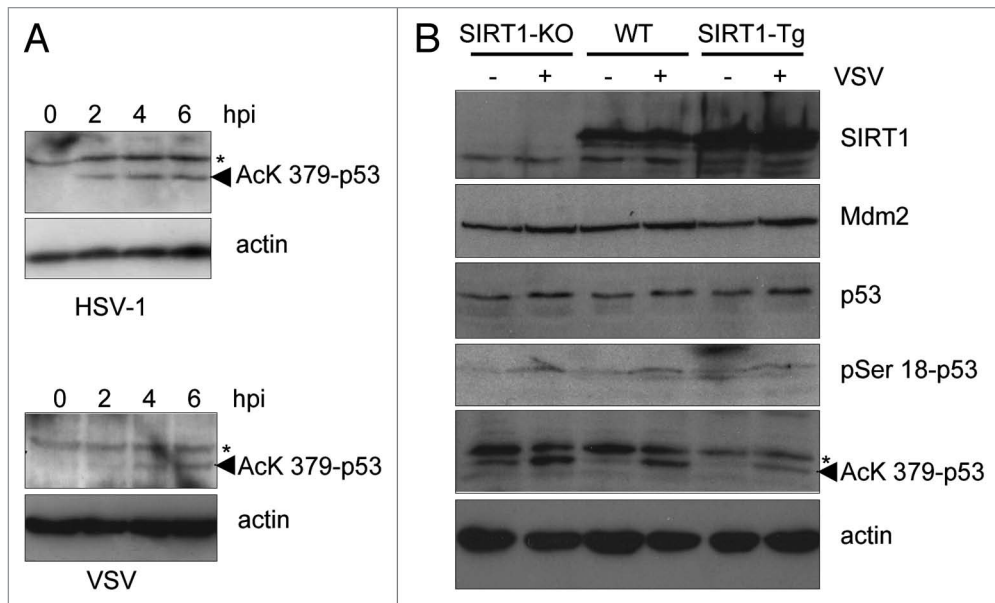 A
0 2 4 6 hpi
*
AcK 379-p53
actin
HSV-1
0 2 4 6 hpi
*
AcK 379-p53
actin
VSV
B
SIRT1-KO WT SIRT1-Tg
- + - + - + VSV
SIRT1
Mdm2
p53
pSer 18-p53
*
AcK 379-p53
actin